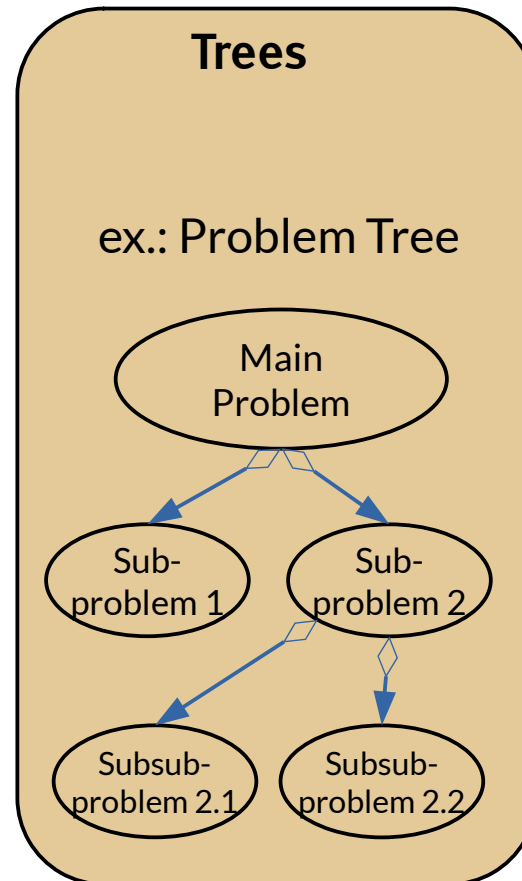 Trees
ex.: Problem Tree
Main
Problem
Sub-
problem 1
Sub-
problem 2
Subsub-
problem 2.1
Subsub-
problem 2.2